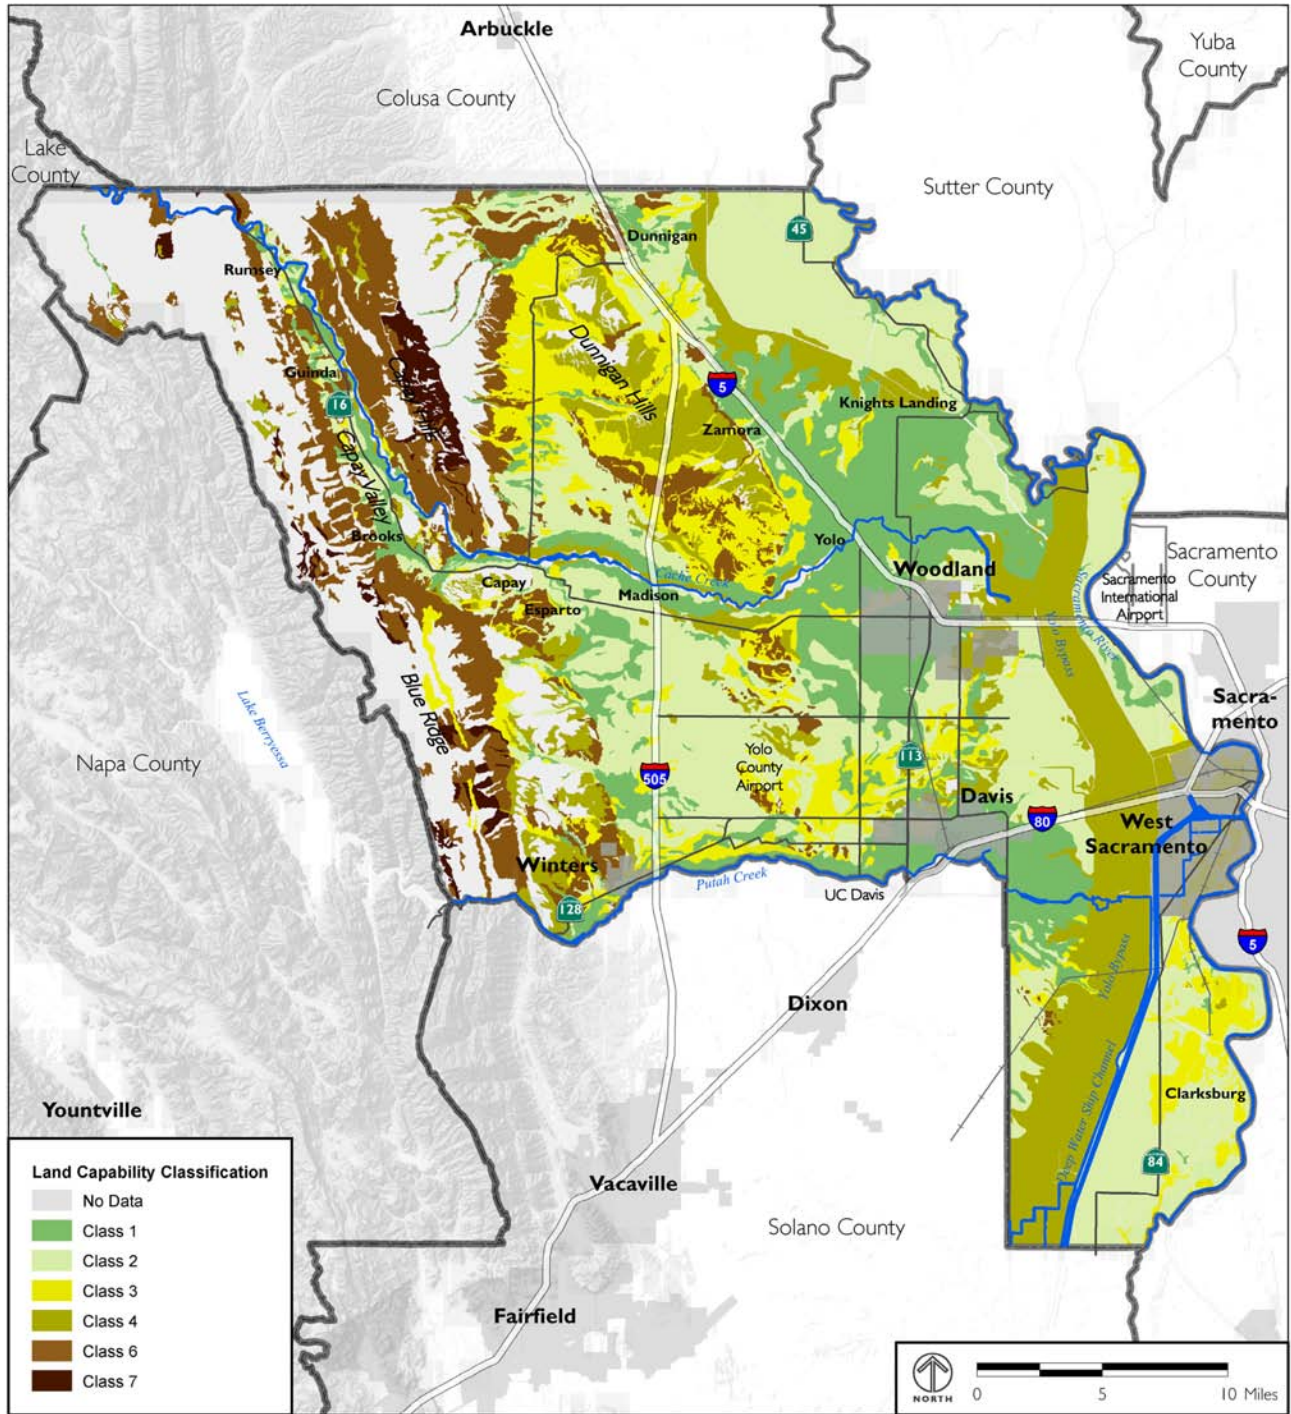 Arbuckle
Yuba
County
Colusa County
Lake
County
Sutter County
45
Dunnigan
Rumsey
Dunnigan Hills
Capay Hills
Guinda
5
16
Knights Landing
Zamora
Capay Valley
Brooks
Yolo
Woodland
Sacramento
County
Cache Creek
Capay
Madison
Esparto
Sacramento
International
Airport
Sacramento River
Yolo Bypass
Blue Ridge
Lake Berryessa
Sacra-
mento
Napa County
Yolo
County
Airport
113
505
Davis
80
West
Sacramento
Winters
Putah Creek
UC Davis
128
5
Yolo Bypass
Dixon
Deep Water Ship Channel
Clarksburg
Yountville
84
Vacaville
Solano County
Fairfield
Land Capability Classification
No Data
Class 1
Class 2
Class 3
Class 4
Class 6
Class 7
NORTH
0 5 10 Miles